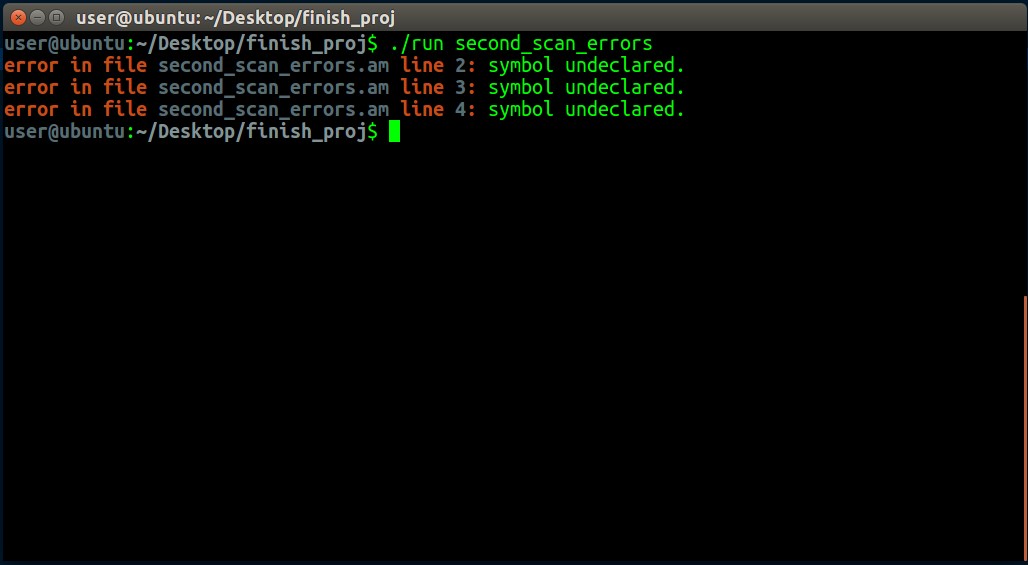 user@ubuntu: ~/Desktop/finish_proj
user@ubuntu:~/Desktop/finish_proj$ ./run second_scan_errors
error in file second_scan_errors.am line 2: symbol undeclared.
error in file second_scan_errors.am line 3: symbol undeclared.
error in file second_scan_errors.am line 4: symbol undeclared.
user@ubuntu:~/Desktop/finish_proj$